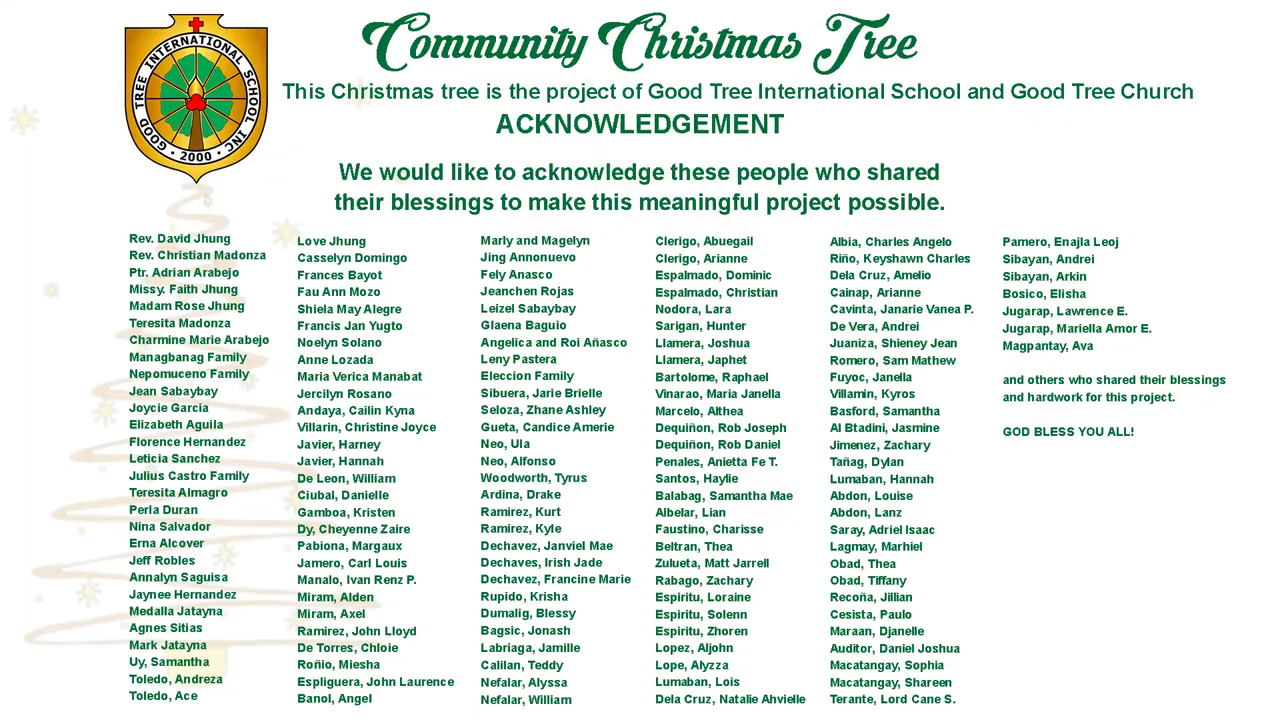 GOOD TREE INTERNATIONAL SCHOOL INC
· 2000 ·
Community Christmas Tree
This Christmas tree is the project of Good Tree International School and Good Tree Church
ACKNOWLEDGEMENT
We would like to acknowledge these people who shared
their blessings to make this meaningful project possible.
Rev. David Jhung
Rev. Christian Madonza
Ptr. Adrian Arabejo
Missy. Faith Jhung
Madam Rose Jhung
Teresita Madonza
Charmine Marie Arabejo
Managbanag Family
Nepomuceno Family
Jean Sabaybay
Joycie Garcia
Elizabeth Aguila
Florence Hernandez
Leticia Sanchez
Julius Castro Family
Teresita Almagro
Perla Duran
Nina Salvador
Erna Alcover
Jeff Robles
Annalyn Saguisa
Jaynee Hernandez
Medalla Jatayna
Agnes Sitias
Mark Jatayna
Uy, Samantha
Toledo, Andreza
Toledo, Ace
Love Jhung
Casselyn Domingo
Frances Bayot
Fau Ann Mozo
Shiela May Alegre
Francis Jan Yugto
Noelyn Solano
Anne Lozada
Maria Verica Manabat
Jercilyn Rosano
Andaya, Cailin Kyna
Villarin, Christine Joyce
Javier, Harney
Javier, Hannah
De Leon, William
Ciubal, Danielle
Gamboa, Kristen
Dy, Cheyenne Zaire
Pabiona, Margaux
Jamero, Carl Louis
Manalo, Ivan Renz P.
Miram, Alden
Miram, Axel
Ramirez, John Lloyd
De Torres, Chloie
Roñio, Miesha
Espliguera, John Laurence
Banol, Angel
Marly and Magelyn
Jing Annonuevo
Fely Anasco
Jeanchen Rojas
Leizel Sabaybay
Glaena Baguio
Angelica and Roi Añasco
Leny Pastera
Eleccion Family
Sibuera, Jarie Brielle
Seloza, Zhane Ashley
Gueta, Candice Amerie
Neo, Ula
Neo, Alfonso
Woodworth, Tyrus
Ardina, Drake
Ramirez, Kurt
Ramirez, Kyle
Dechavez, Janviel Mae
Dechaves, Irish Jade
Dechavez, Francine Marie
Rupido, Krisha
Dumalig, Blessy
Bagsic, Jonash
Labriaga, Jamille
Calilan, Teddy
Nefalar, Alyssa
Nefalar, William
Clerigo, Abuegail
Clerigo, Arianne
Espalmado, Dominic
Espalmado, Christian
Nodora, Lara
Sarigan, Hunter
Llamera, Joshua
Llamera, Japhet
Bartolome, Raphael
Vinarao, Maria Janella
Marcelo, Althea
Dequiñon, Rob Joseph
Dequiñon, Rob Daniel
Penales, Anietta Fe T.
Santos, Haylie
Balabag, Samantha Mae
Albelar, Lian
Faustino, Charisse
Beltran, Thea
Zulueta, Matt Jarrell
Rabago, Zachary
Espiritu, Loraine
Espiritu, Solenn
Espiritu, Zhoren
Lopez, Aljohn
Lope, Alyzza
Lumaban, Lois
Dela Cruz, Natalie Ahvielle
Albia, Charles Angelo
Riño, Keyshawn Charles
Dela Cruz, Amelio
Cainap, Arianne
Cavinta, Janarie Vanea P.
De Vera, Andrei
Juaniza, Shieney Jean
Romero, Sam Mathew
Fuyoc, Janella
Villamin, Kyros
Basford, Samantha
Al Btadini, Jasmine
Jimenez, Zachary
Tañag, Dylan
Lumaban, Hannah
Abdon, Louise
Abdon, Lanz
Saray, Adriel Isaac
Lagmay, Marhiel
Obad, Thea
Obad, Tiffany
Recoña, Jillian
Cesista, Paulo
Maraan, Djanelle
Auditor, Daniel Joshua
Macatangay, Sophia
Macatangay, Shareen
Terante, Lord Cane S.
Pamero, Enajla Leoj
Sibayan, Andrei
Sibayan, Arkin
Bosico, Elisha
Jugarap, Lawrence E.
Jugarap, Mariella Amor E.
Magpantay, Ava
and others who shared their blessings
and hardwork for this project.
GOD BLESS YOU ALL!